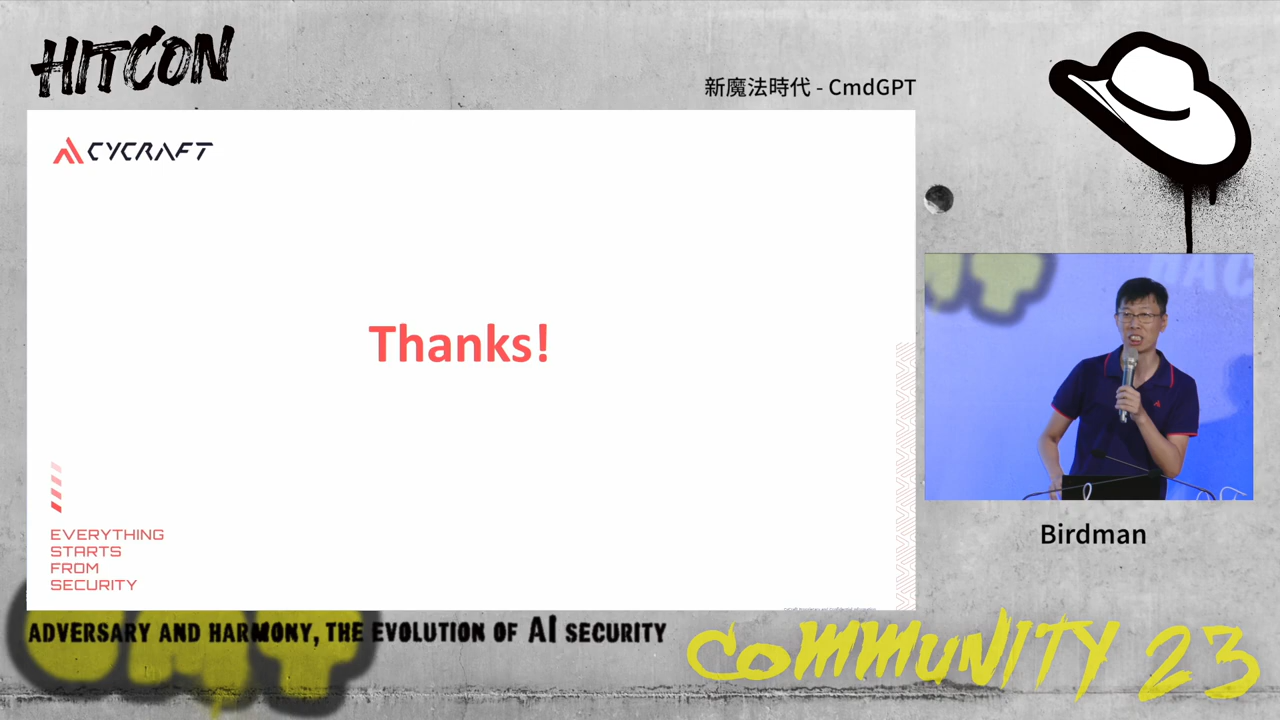 HITCON
新魔法時代 - CmdGPT
CYCRAFT
Thanks!
EVERYTHING
STARTS
FROM
SECURITY
Birdman
ADVERSARY AND HARMONY, THE EVOLUTION OF AI SECURITY
COMMUNITY 23